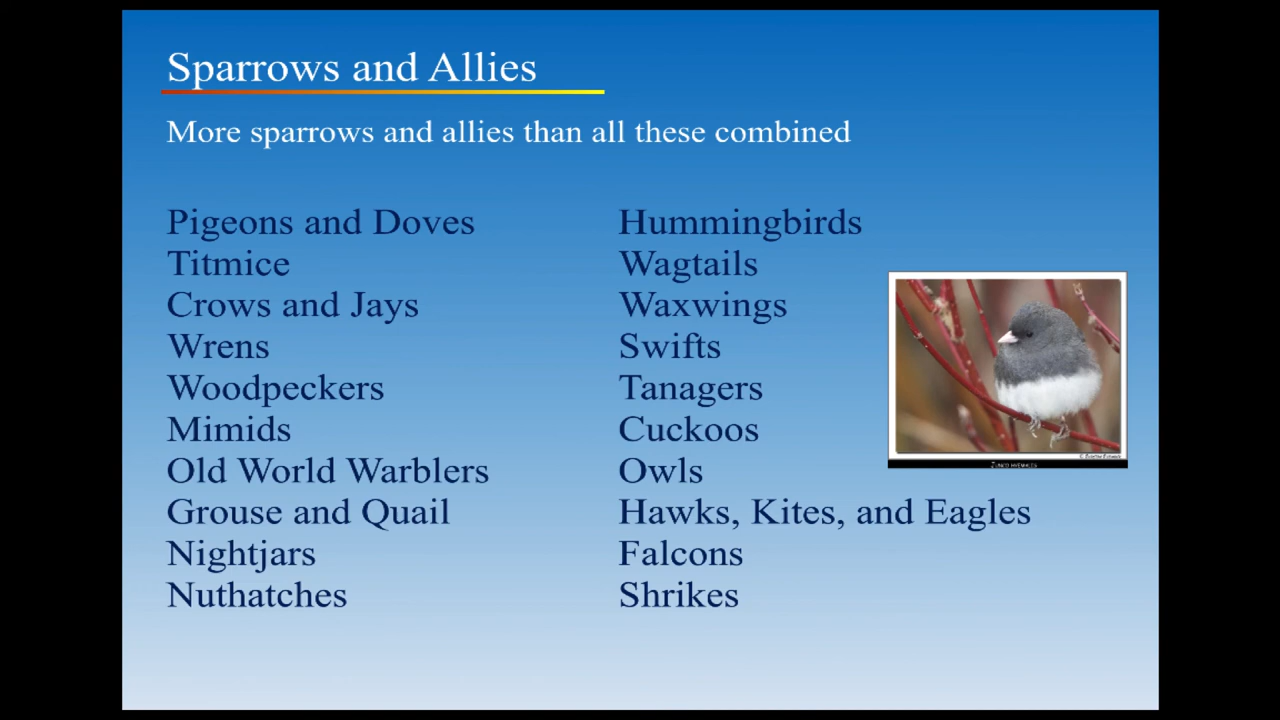 Sparrows and Allies
More sparrows and allies than all these combined
Pigeons and Doves
Titmice
Crows and Jays
Wrens
Woodpeckers
Mimids
Old World Warblers
Grouse and Quail
Nightjars
Nuthatches
Hummingbirds
Wagtails
Waxwings
Swifts
Tanagers
Cuckoos
Owls
Hawks, Kites, and Eagles
Falcons
Shrikes